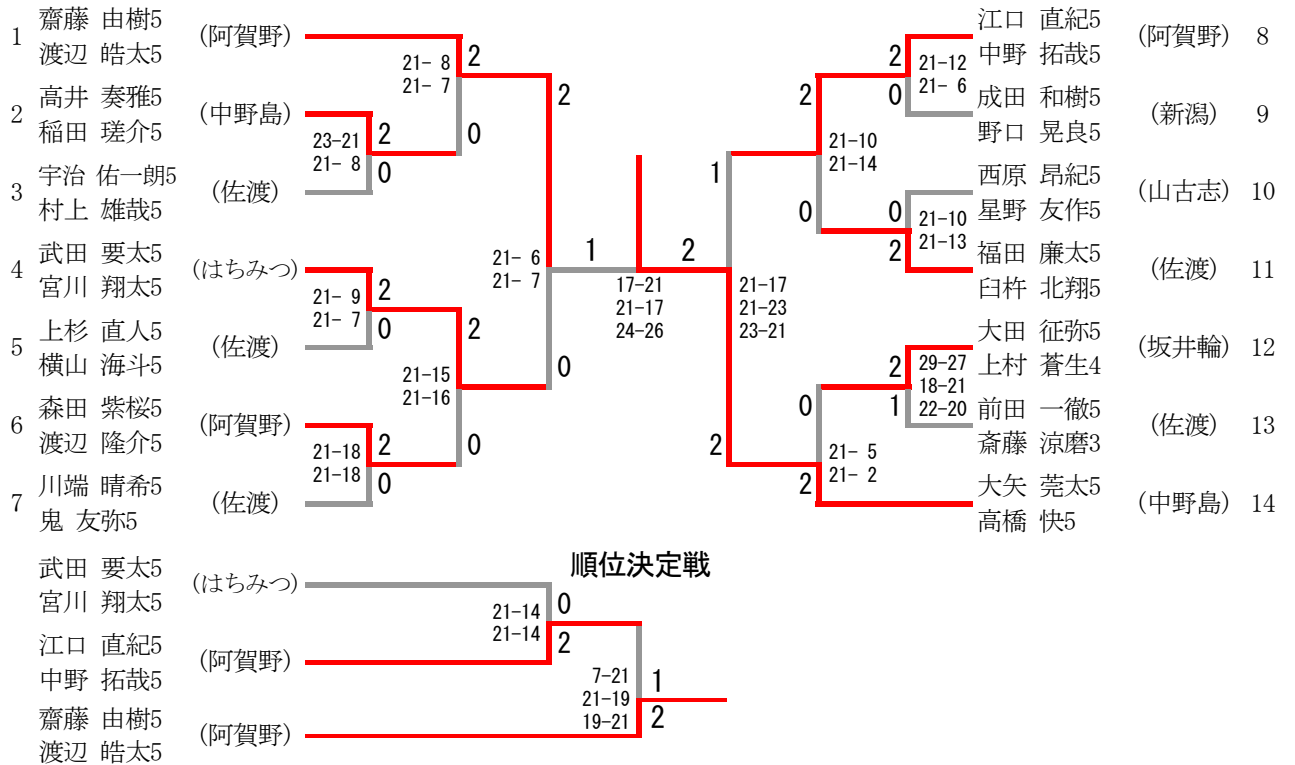 1 齋藤 由樹5 (阿賀野)
渡辺 皓太5
2 高井 奏雅5 (中野島)
稲田 瑳介5
3 宇治 佑一朗5 (佐渡)
村上 雄哉5
4 武田 要太5 (はちみつ)
宮川 翔太5
5 上杉 直人5 (佐渡)
横山 海斗5
6 森田 紫桜5 (阿賀野)
渡辺 隆介5
7 川端 晴希5 (佐渡)
鬼 友弥5
21- 8 2
21- 7
0
23-21 2
21- 8 0
2
21- 9 2
21- 7 0
2
21-15
21-16
0
21-18 2
21-18 0
21- 6
21- 7
0
1 2
17-21
21-17
24-26
江口 直紀5 (阿賀野) 8
中野 拓哉5
成田 和樹5 (新潟) 9
野口 晃良5
西原 昂紀5 (山古志) 10
星野 友作5
福田 廉太5 (佐渡) 11
臼杵 北翔5
大田 征弥5 (坂井輪) 12
上村 蒼生4
前田 一徹5 (佐渡) 13
斎藤 涼磨3
大矢 莞太5 (中野島) 14
高橋 快5
2 21-12
0 21- 6
2
21-10
21-14
0
0 21-10
2 21-13
1
21-17
21-23
23-21
2
2 29-27
18-21
1 22-20
0
21- 5
2 21- 2
順位決定戦
武田 要太5 (はちみつ)
宮川 翔太5
江口 直紀5 (阿賀野)
中野 拓哉5
齋藤 由樹5 (阿賀野)
渡辺 皓太5
21-14 0
21-14 2
7-21 1
21-19
19-21 2